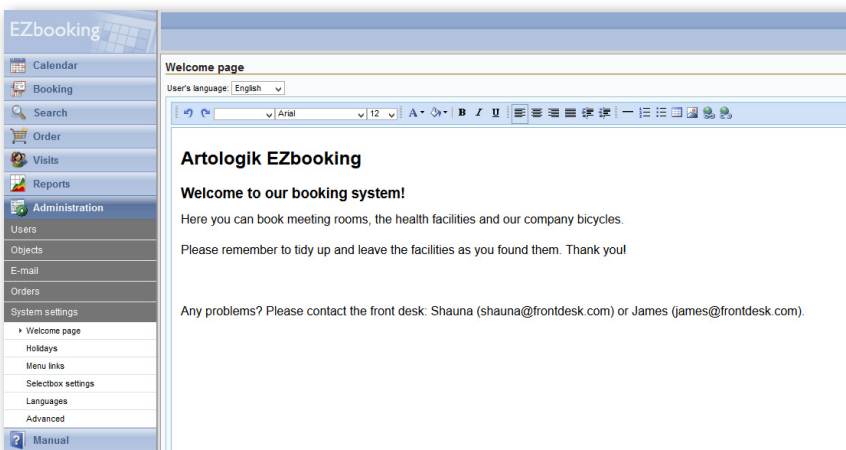 EZbooking
Calendar
Booking
Search
Order
Visits
Reports
Administration
Users
Objects
E-mail
Orders
System settings
Welcome page
Holidays
Menu links
Selectbox settings
Languages
Advanced
Manual
Welcome page
User's language: English
Arial 12 A B I U
Artologik EZbooking
Welcome to our booking system!
Here you can book meeting rooms, the health facilities and our company bicycles.
Please remember to tidy up and leave the facilities as you found them. Thank you!
Any problems? Please contact the front desk: Shauna (shauna@frontdesk.com) or James (james@frontdesk.com).